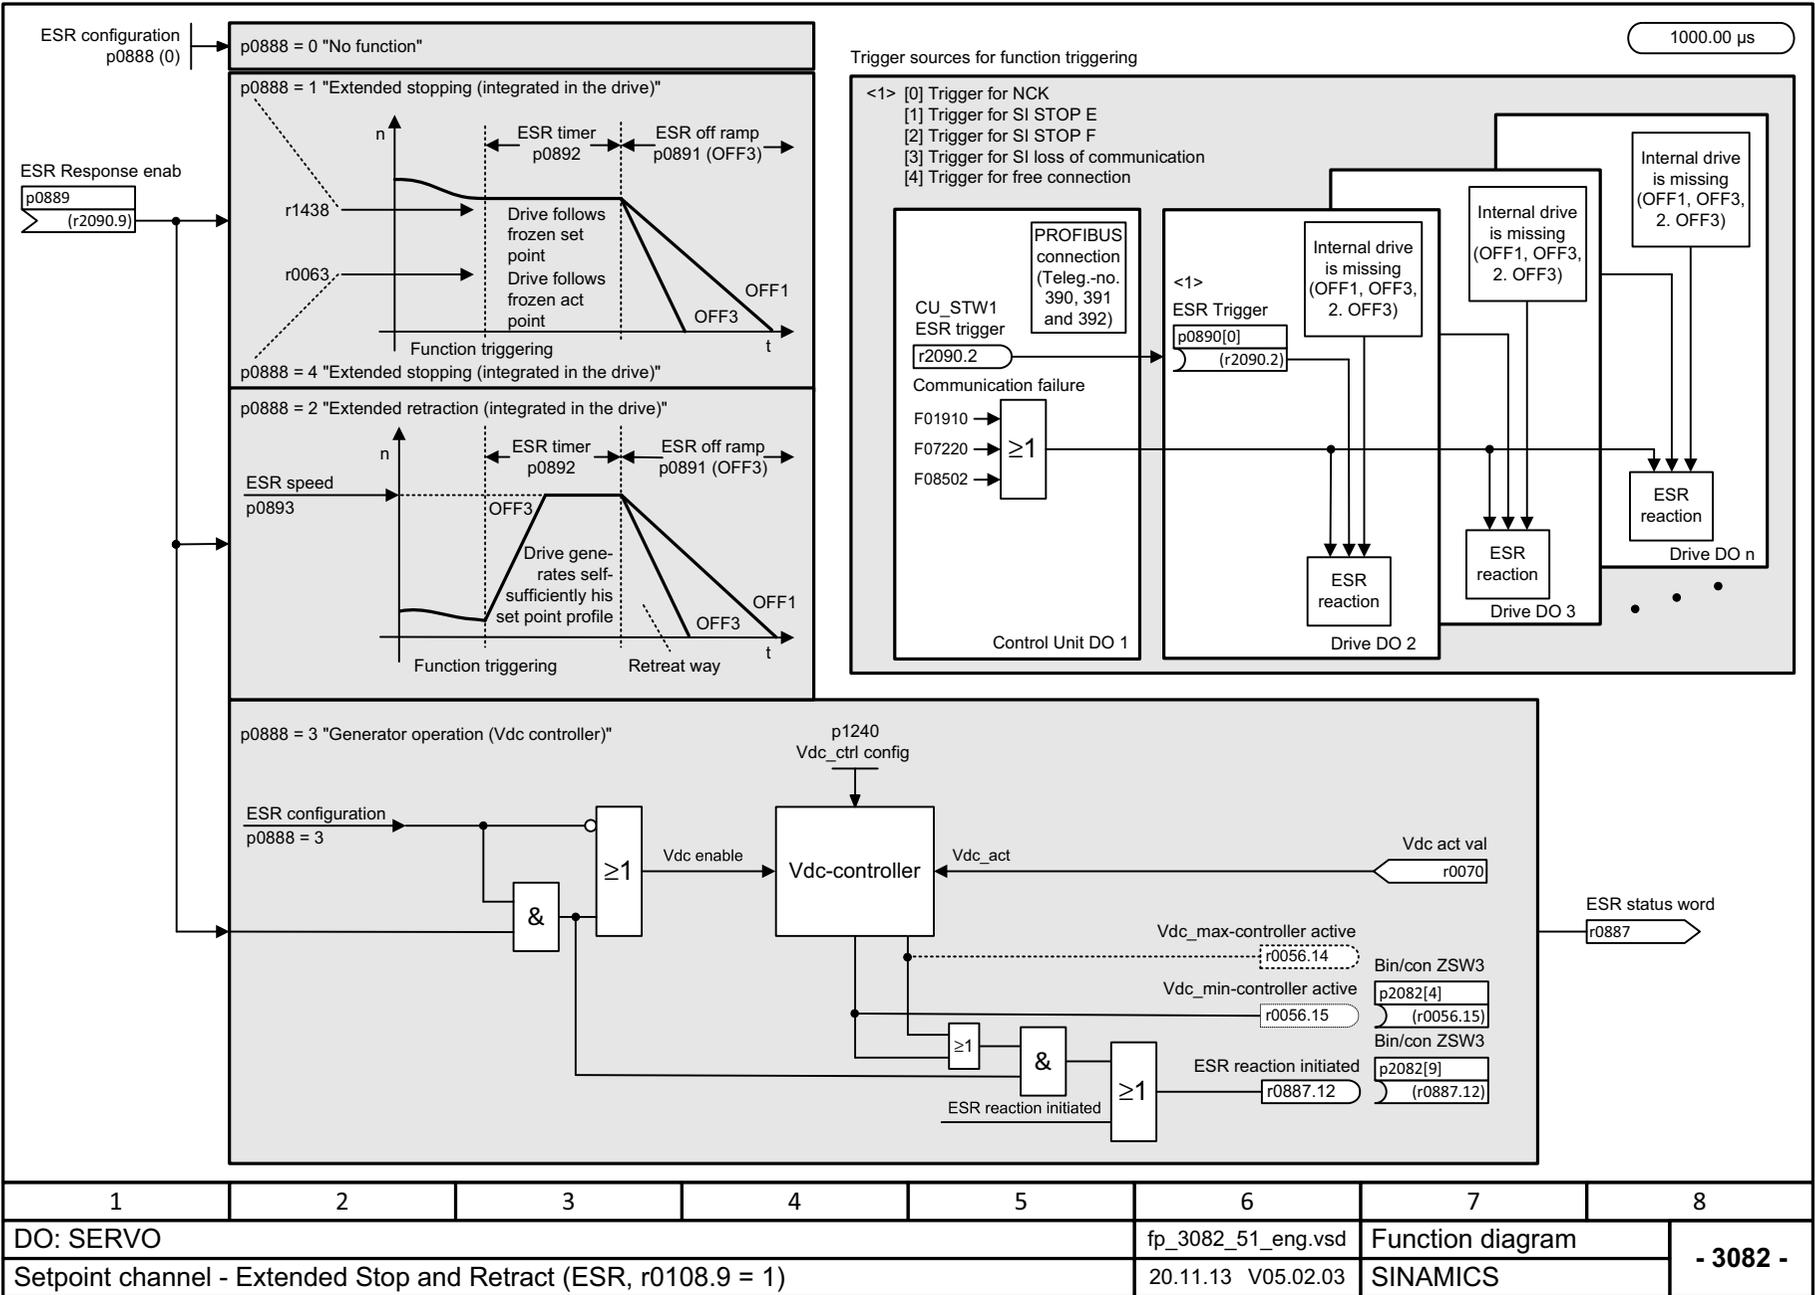 ESR configuration
p0888 (0)
p0888 = 0 "No function"
p0888 = 1 "Extended stopping (integrated in the drive)"
n
ESR timer
p0892
ESR off ramp
p0891 (OFF3)
ESR Response enab
p0889
(r2090.9)
r1438
r0063
Drive follows
frozen set
point
Drive follows
frozen act
point
OFF1
OFF3
t
Function triggering
p0888 = 4 "Extended stopping (integrated in the drive)"
p0888 = 2 "Extended retraction (integrated in the drive)"
n
ESR timer
p0892
ESR off ramp
p0891 (OFF3)
ESR speed
p0893
OFF3
Drive gene-
rates self-
sufficiently his
set point profile
OFF1
OFF3
t
Function triggering
Retreat way
1000.00 µs
Trigger sources for function triggering
<1> [0] Trigger for NCK
[1] Trigger for SI STOP E
[2] Trigger for SI STOP F
[3] Trigger for SI loss of communication
[4] Trigger for free connection
PROFIBUS
connection
(Teleg.-no.
390, 391
and 392)
CU_STW1
ESR trigger
r2090.2
Communication failure
F01910
F07220
F08502
≥1
Control Unit DO 1
<1>
ESR Trigger
p0890[0]
(r2090.2)
Internal drive
is missing
(OFF1, OFF3,
2. OFF3)
ESR
reaction
Drive DO 2
Internal drive
is missing
(OFF1, OFF3,
2. OFF3)
ESR
reaction
Drive DO 3
Internal drive
is missing
(OFF1, OFF3,
2. OFF3)
ESR
reaction
Drive DO n
p0888 = 3 "Generator operation (Vdc controller)"
p1240
Vdc_ctrl config
ESR configuration
p0888 = 3
&
≥1
Vdc enable
Vdc-controller
Vdc_act
Vdc act val
r0070
ESR status word
r0887
Vdc_max-controller active
r0056.14
Vdc_min-controller active
r0056.15
Bin/con ZSW3
p2082[4]
(r0056.15)
Bin/con ZSW3
p2082[9]
(r0887.12)
≥1
&
≥1
ESR reaction initiated
r0887.12
ESR reaction initiated
1 2 3 4 5 6 7 8
DO: SERVO
fp_3082_51_eng.vsd
Function diagram
- 3082 -
Setpoint channel - Extended Stop and Retract (ESR, r0108.9 = 1)
20.11.13 V05.02.03
SINAMICS